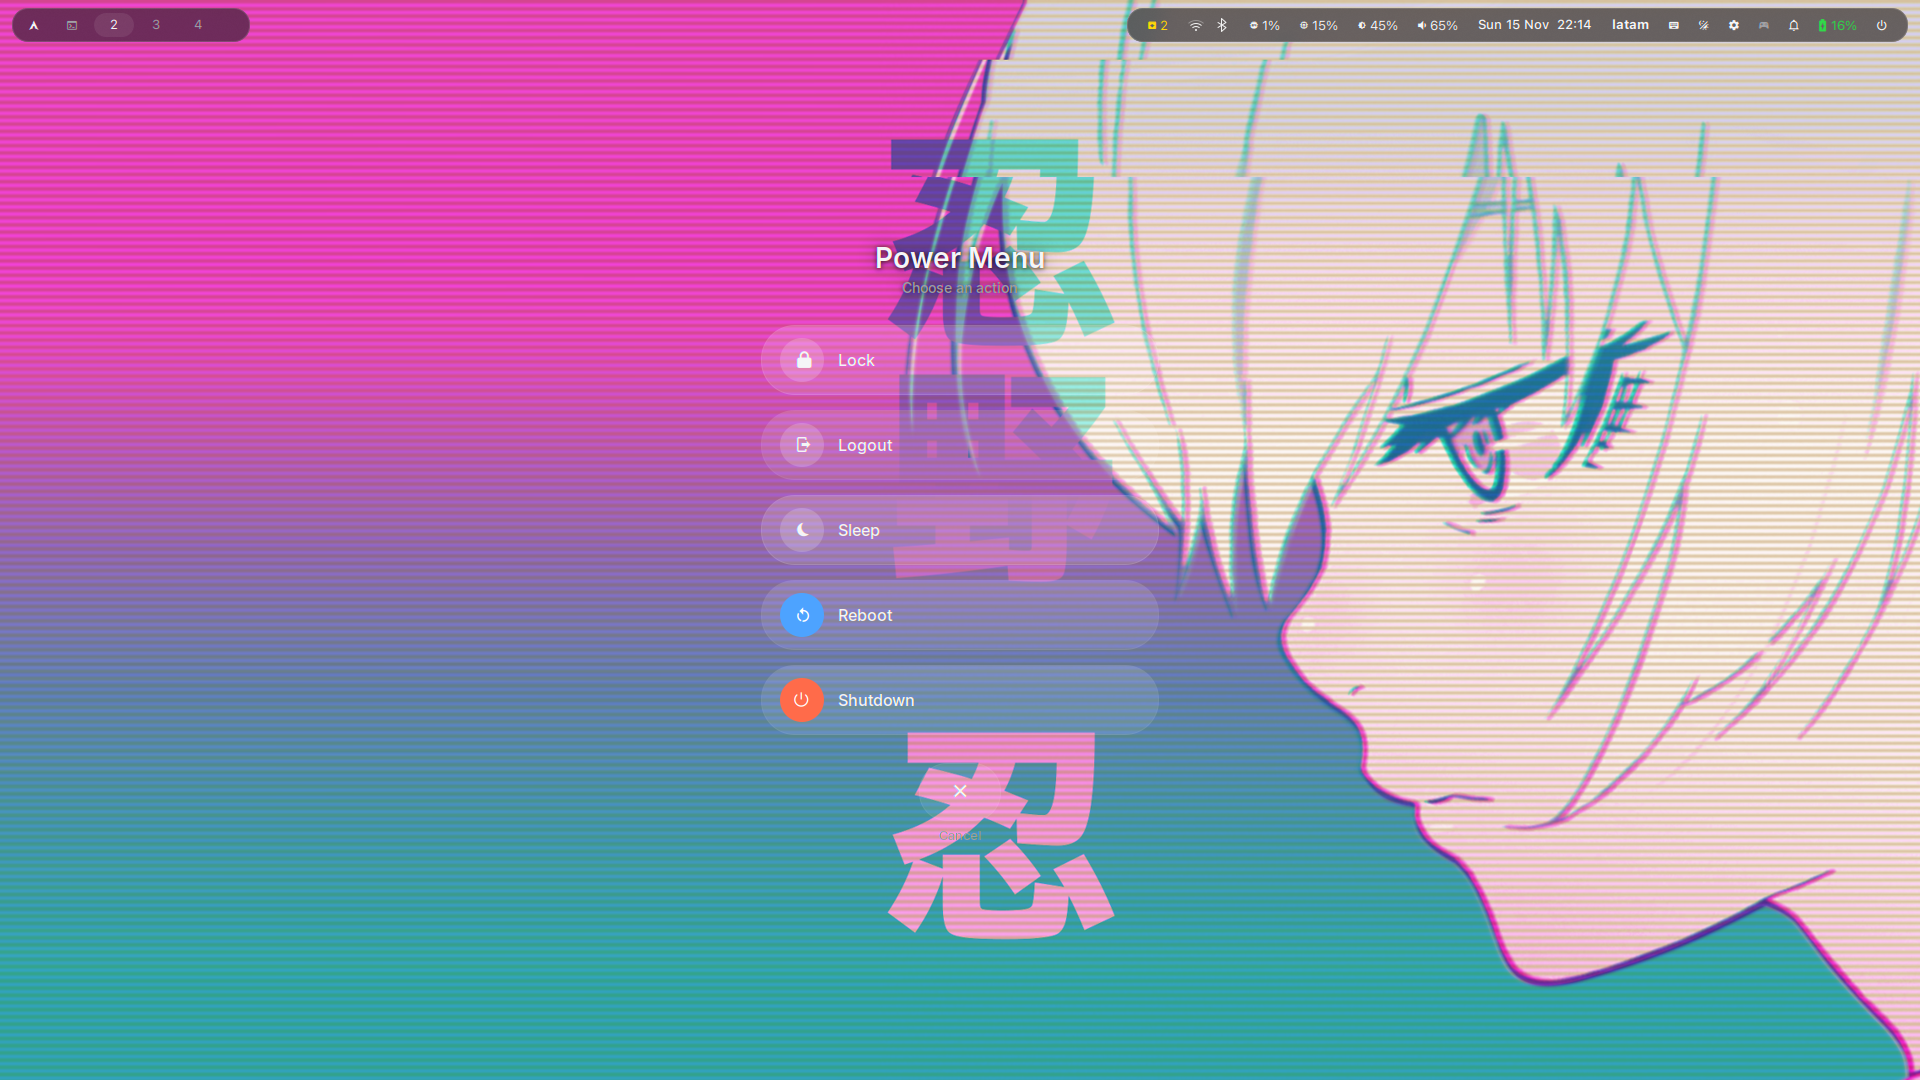 2 3 4
2 1% 15% 45% 65% Sun 15 Nov 22:14 latam 16%
忍
野
忍
Power Menu
Choose an action
Lock
Logout
Sleep
Reboot
Shutdown
Cancel